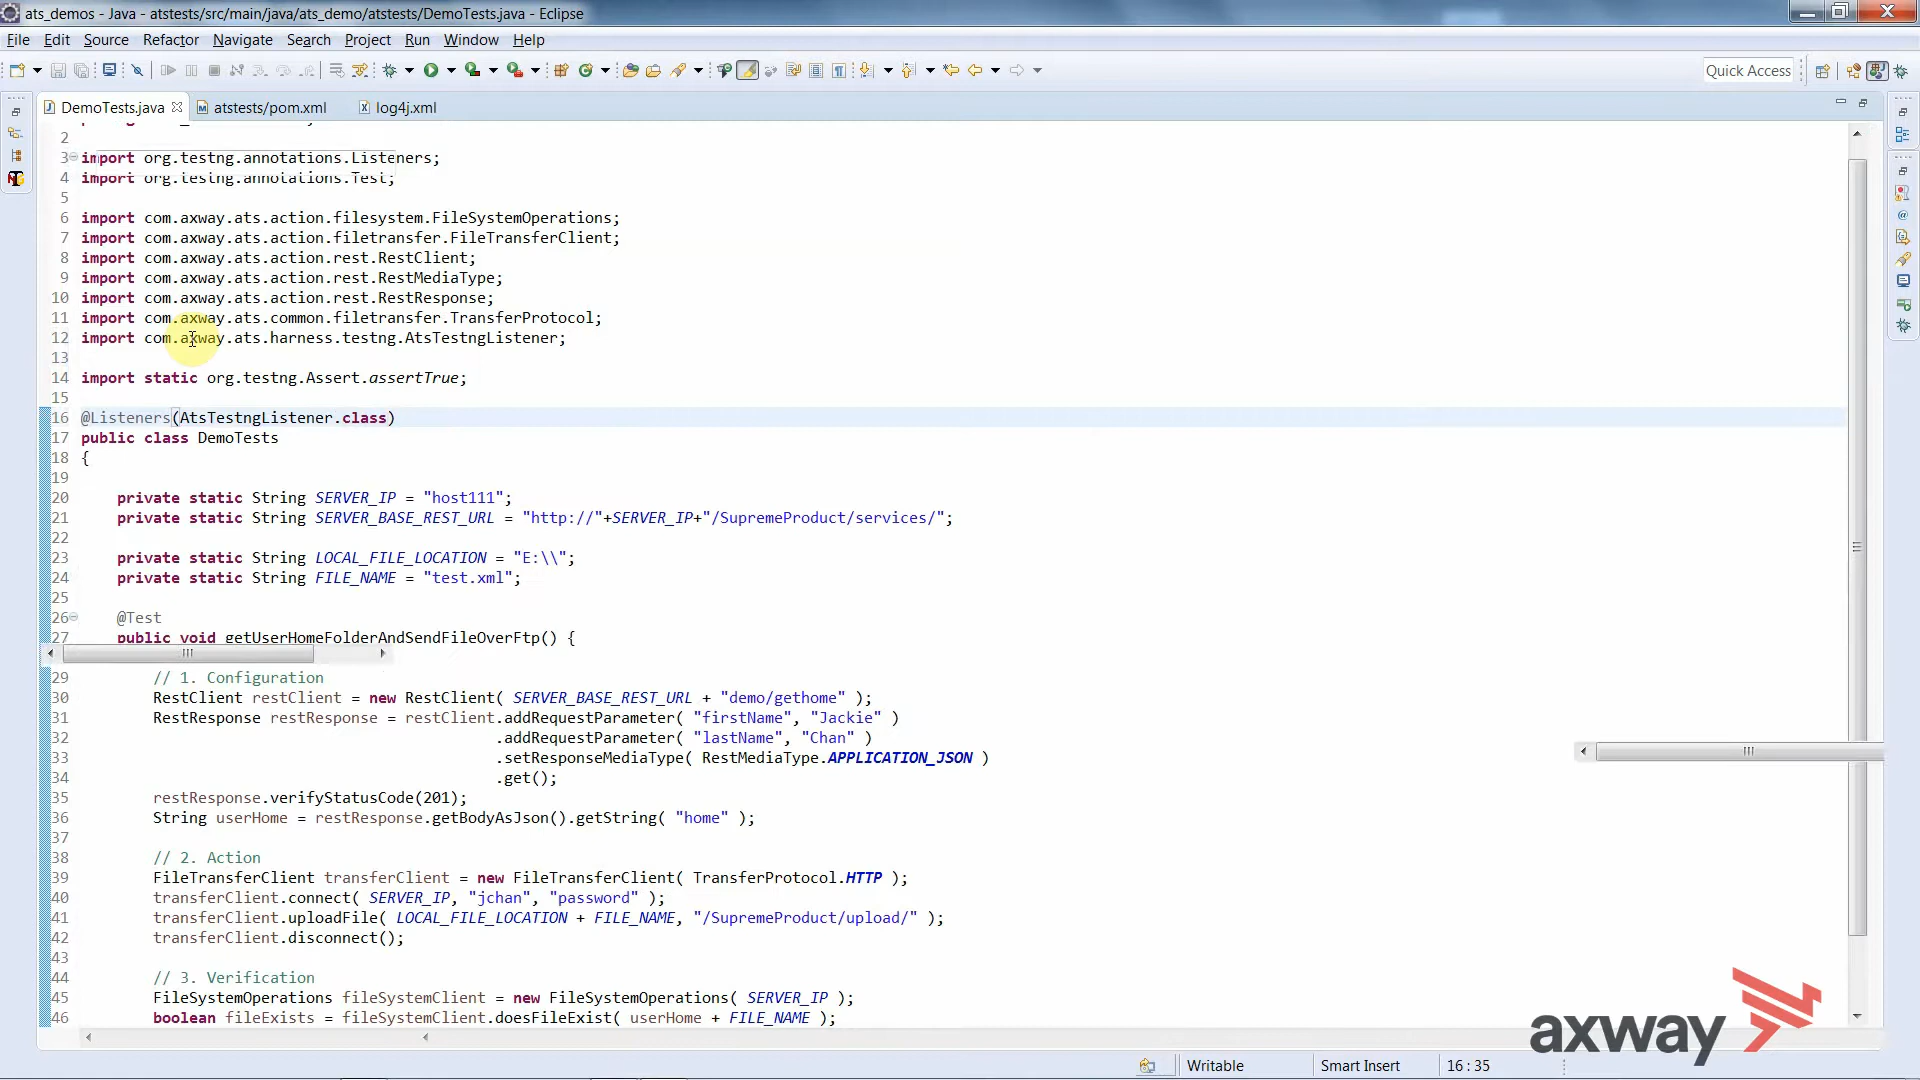 ats_demos - Java - atstests/src/main/java/ats_demo/atstests/DemoTests.java - Eclipse
File Edit Source Refactor Navigate Search Project Run Window Help
Quick Access
DemoTests.java atstests/pom.xml log4j.xml
2
3 import org.testng.annotations.Listeners;
4 import org.testng.annotations.Test;
5
6 import com.axway.ats.action.filesystem.FileSystemOperations;
7 import com.axway.ats.action.filetransfer.FileTransferClient;
8 import com.axway.ats.action.rest.RestClient;
9 import com.axway.ats.action.rest.RestMediaType;
10 import com.axway.ats.action.rest.RestResponse;
11 import com.axway.ats.common.filetransfer.TransferProtocol;
12 import com.axway.ats.harness.testng.AtsTestngListener;
13
14 import static org.testng.Assert.assertTrue;
15
16 @Listeners(AtsTestngListener.class)
17 public class DemoTests
18 {
19
20 private static String SERVER_IP = "host111";
21 private static String SERVER_BASE_REST_URL = "http://"+SERVER_IP+"/SupremeProduct/services/";
22
23 private static String LOCAL_FILE_LOCATION = "E:\\";
24 private static String FILE_NAME = "test.xml";
25
26 @Test
27 public void getUserHomeFolderAndSendFileOverFtp() {
29 // 1. Configuration
30 RestClient restClient = new RestClient( SERVER_BASE_REST_URL + "demo/gethome" );
31 RestResponse restResponse = restClient.addRequestParameter( "firstName", "Jackie" )
32 .addRequestParameter( "lastName", "Chan" )
33 .setResponseMediaType( RestMediaType.APPLICATION_JSON )
34 .get();
35 restResponse.verifyStatusCode(201);
36 String userHome = restResponse.getBodyAsJson().getString( "home" );
37
38 // 2. Action
39 FileTransferClient transferClient = new FileTransferClient( TransferProtocol.HTTP );
40 transferClient.connect( SERVER_IP, "jchan", "password" );
41 transferClient.uploadFile( LOCAL_FILE_LOCATION + FILE_NAME, "/SupremeProduct/upload/" );
42 transferClient.disconnect();
43
44 // 3. Verification
45 FileSystemOperations fileSystemClient = new FileSystemOperations( SERVER_IP );
46 boolean fileExists = fileSystemClient.doesFileExist( userHome + FILE_NAME );
axway
Writable Smart Insert 16 : 35